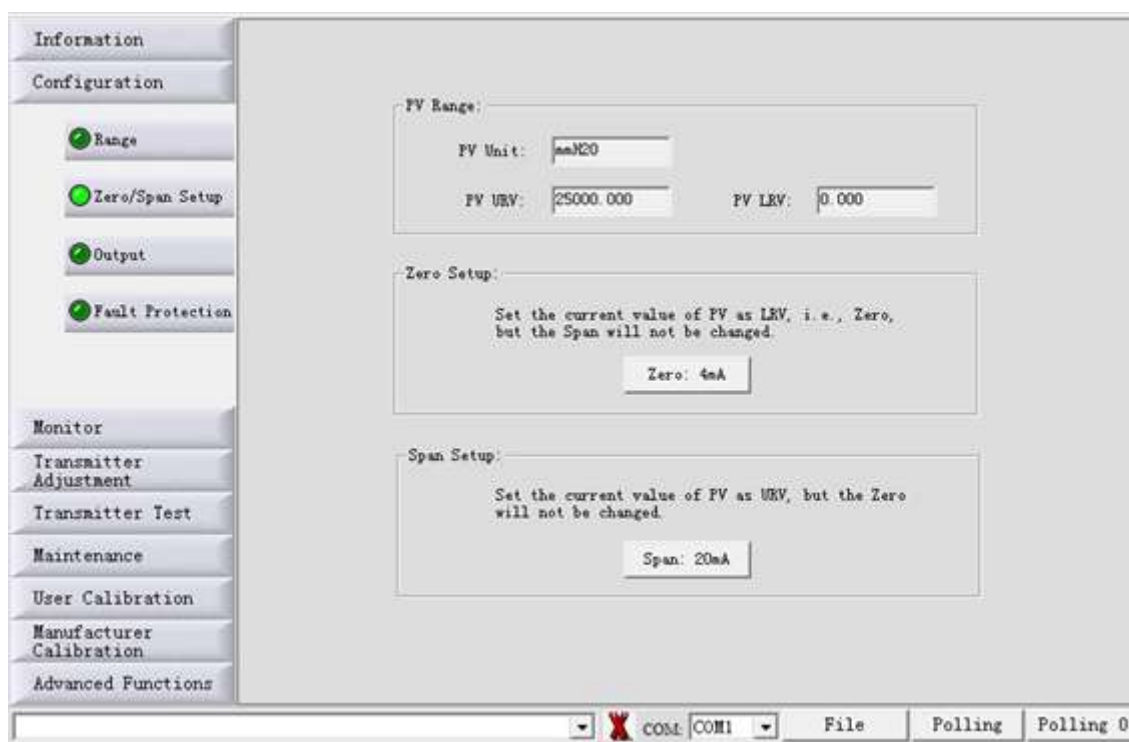 Information
Configuration
Range
Zero/Span Setup
Output
Fault Protection
Monitor
Transmitter
Adjustment
Transmitter Test
Maintenance
User Calibration
Manufacturer
Calibration
Advanced Functions
PV Range:
PV Unit: mmH2O
PV URV: 25000.000 PV LRV: 0.000
Zero Setup:
Set the current value of PV as LRV, i.e., Zero,
but the Span will not be changed.
Zero: 4mA
Span Setup:
Set the current value of PV as URV, but the Zero
will not be changed.
Span: 20mA
COM: COM1 File Polling Polling 0